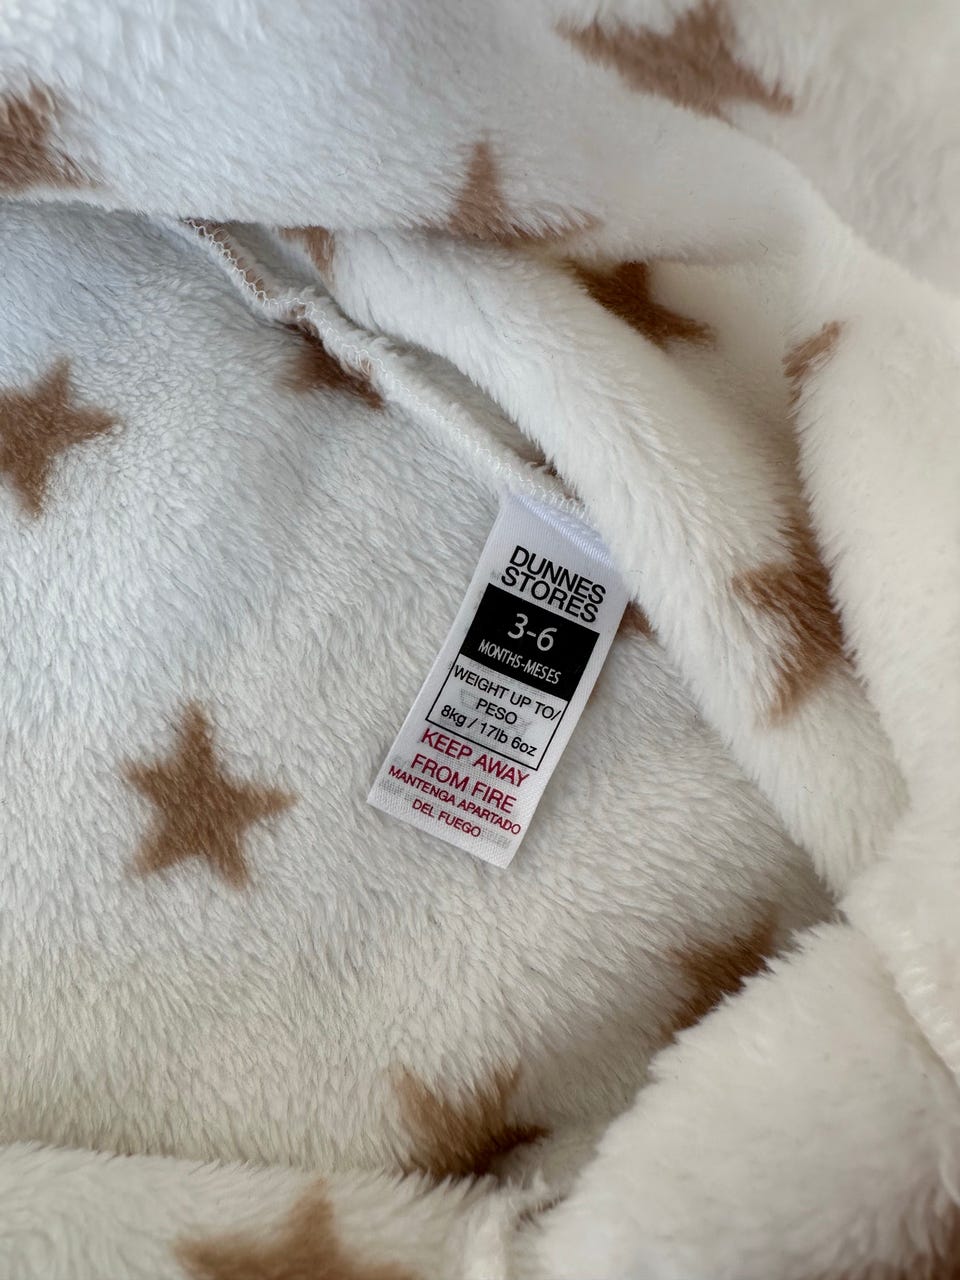 DUNNES
STORES
3-6
MONTHS-MESES
WEIGHT UP TO/
PESO
8kg / 17lb 6oz
KEEP AWAY
FROM FIRE
MANTENGA APARTADO
DEL FUEGO